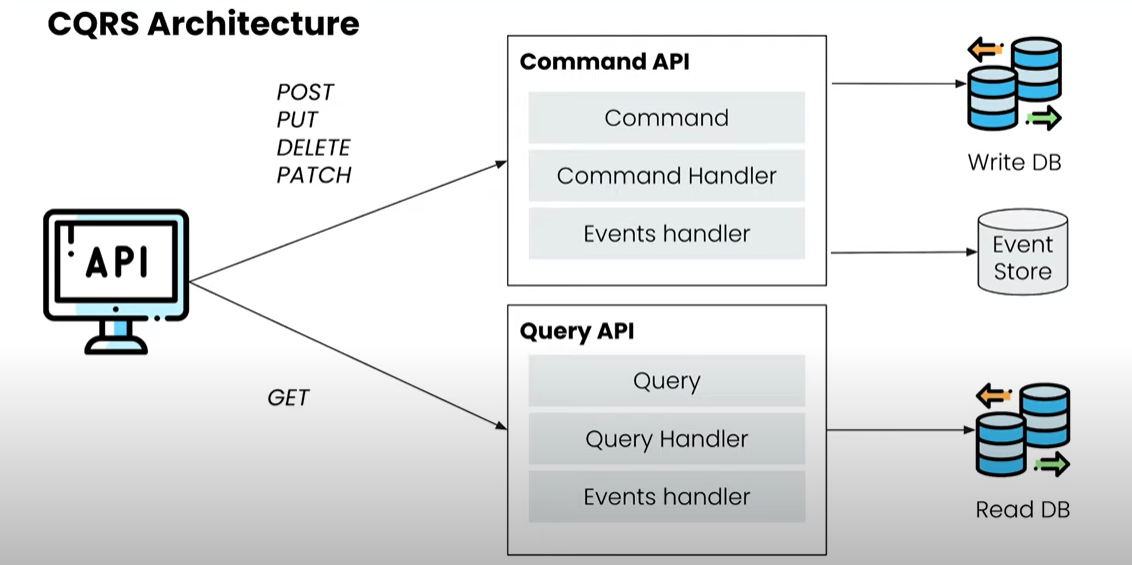 CQRS Architecture
POST
PUT
DELETE
PATCH
API
GET
Command API
Command
Command Handler
Events handler
Query API
Query
Query Handler
Events handler
Write DB
Event
Store
Read DB